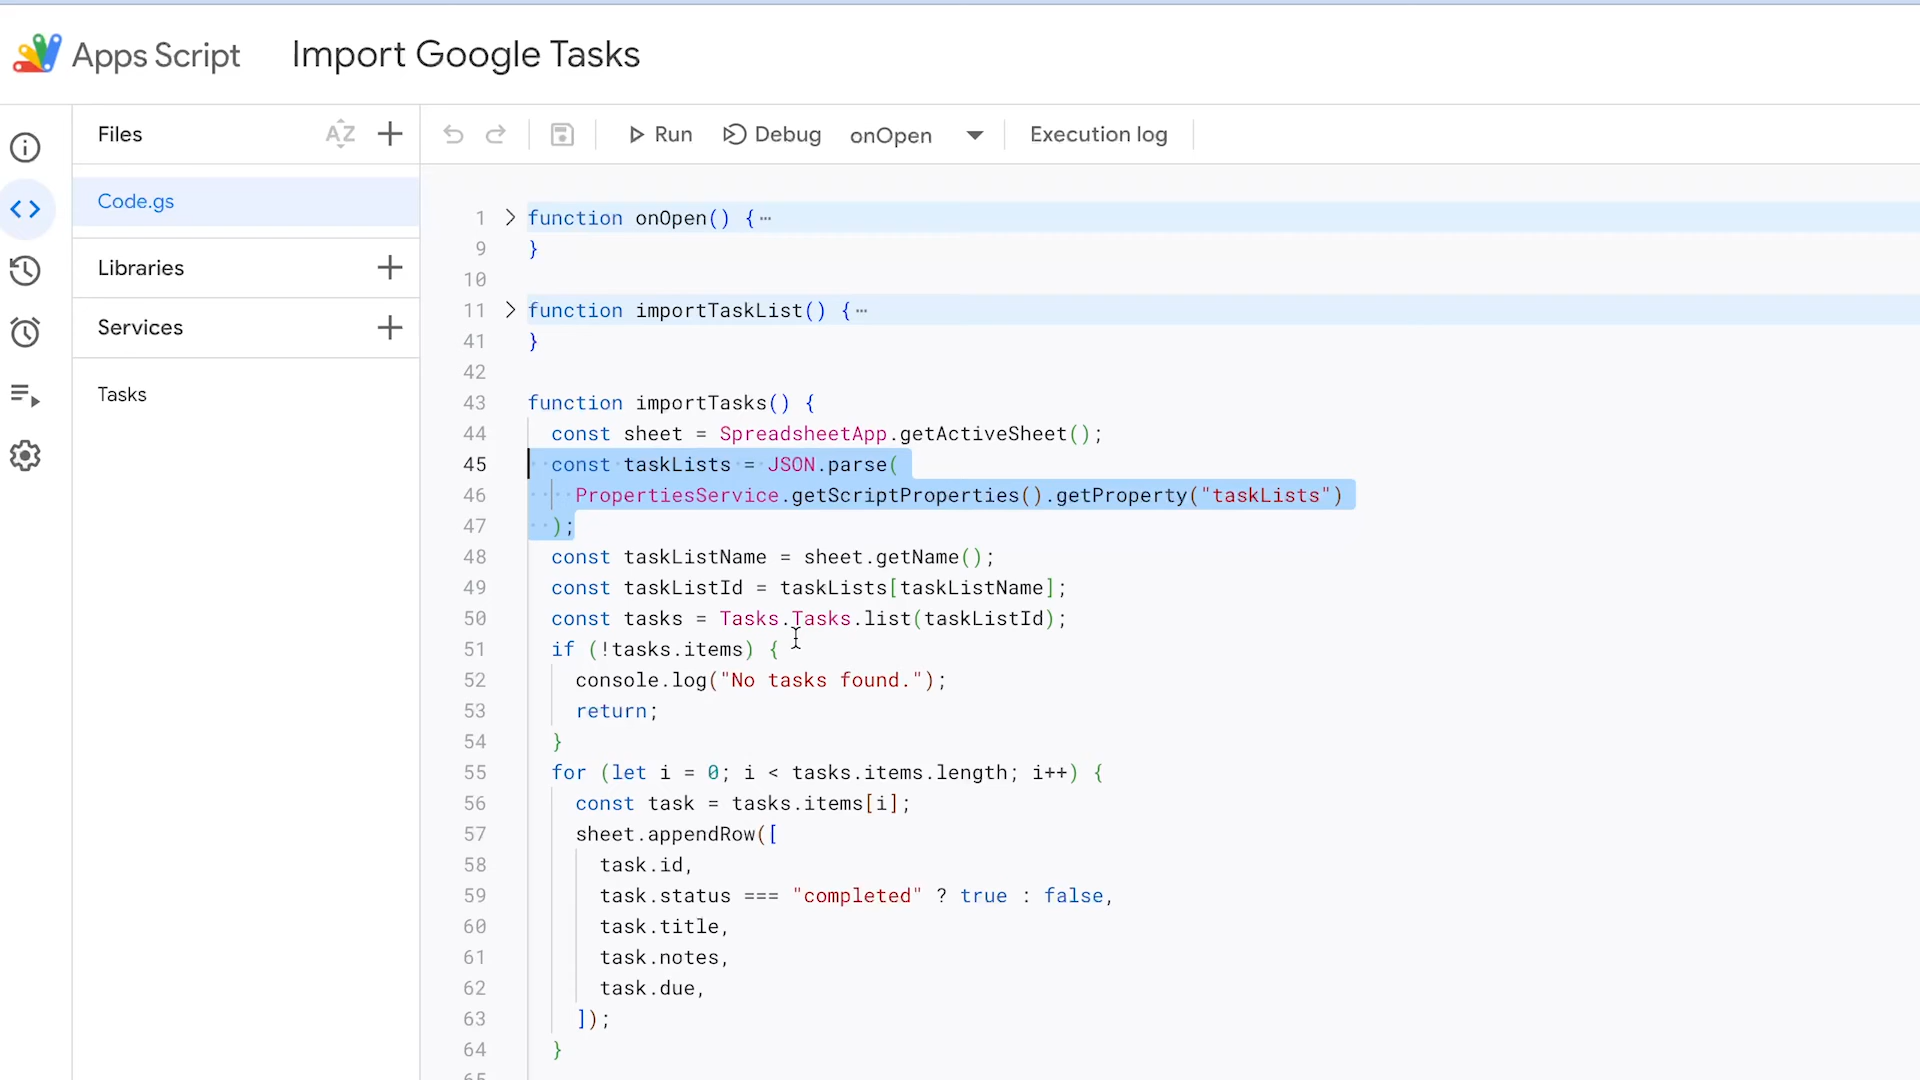 Apps Script
Import Google Tasks
Files
AZ
Run
Debug
onOpen
Execution log
Code.gs
Libraries
Services
Tasks
1 function onOpen() {
9 }
10
11 function importTaskList() {
41 }
42
43 function importTasks() {
44 const sheet = SpreadsheetApp.getActiveSheet();
45 const taskLists = JSON.parse(
46 PropertiesService.getScriptProperties().getProperty("taskLists")
47 );
48 const taskListName = sheet.getName();
49 const taskListId = taskLists[taskListName];
50 const tasks = Tasks.Tasks.list(taskListId);
51 if (!tasks.items) {
52 console.log("No tasks found.");
53 return;
54 }
55 for (let i = 0; i < tasks.items.length; i++) {
56 const task = tasks.items[i];
57 sheet.appendRow([
58 task.id,
59 task.status === "completed" ? true : false,
60 task.title,
61 task.notes,
62 task.due,
63 ]);
64 }
65